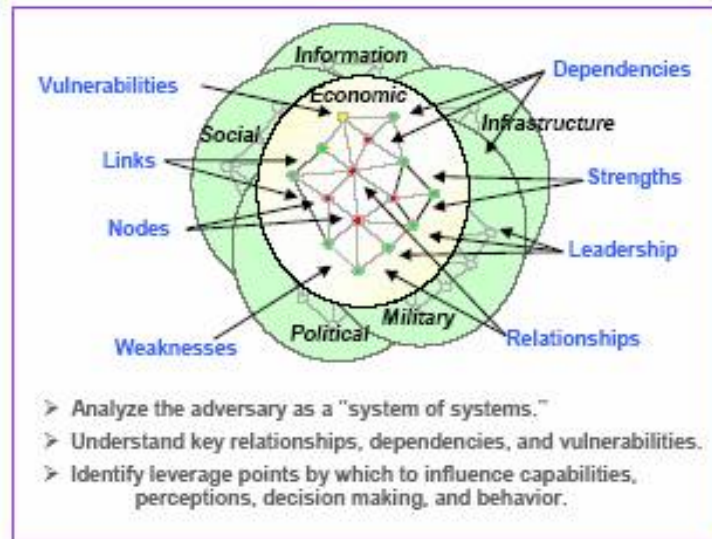 Information
Vulnerabilities
Dependencies
Economic
Social
Infrastructure
Links
Strengths
Nodes
Leadership
Military
Political
Weaknesses
Relationships
➢ Analyze the adversary as a "system of systems."
➢ Understand key relationships, dependencies, and vulnerabilities.
➢ Identify leverage points by which to influence capabilities,
perceptions, decision making, and behavior.